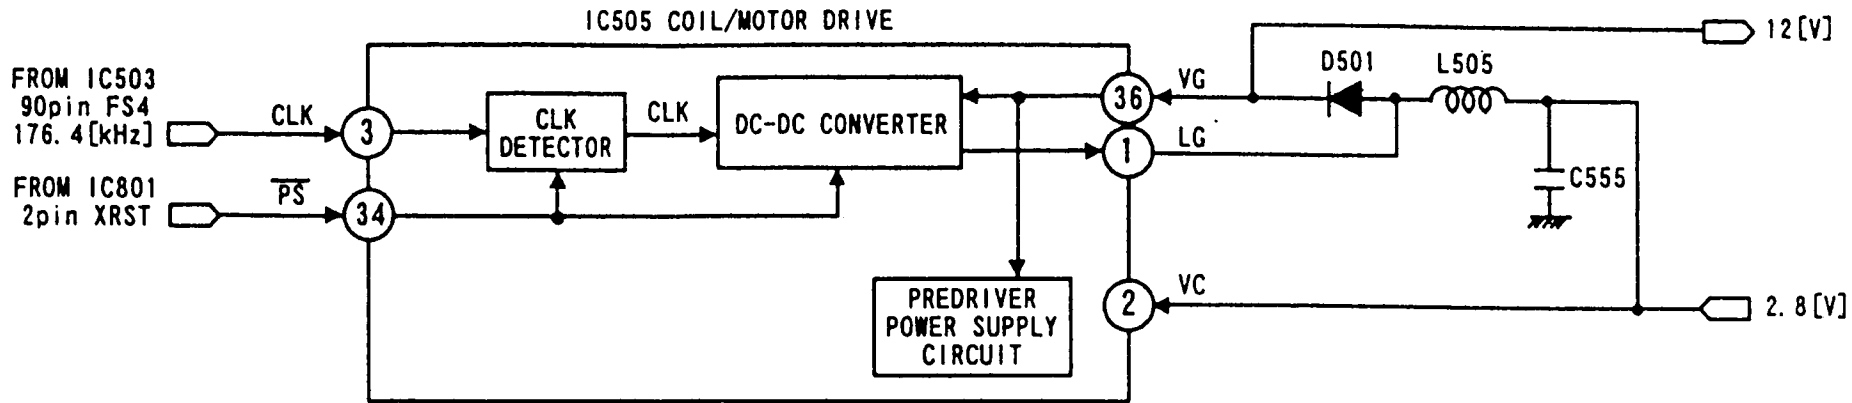 IC505 COIL/MOTOR DRIVE
12[V]
FROM IC503
90pin FS4
176.4[kHz]
CLK
3
CLK
DETECTOR
CLK
DC-DC CONVERTER
36
VG
D501
L505
1
LG
C555
FROM IC801
2pin XRST
PS
34
PREDRIVER
POWER SUPPLY
CIRCUIT
2
VC
2.8[V]